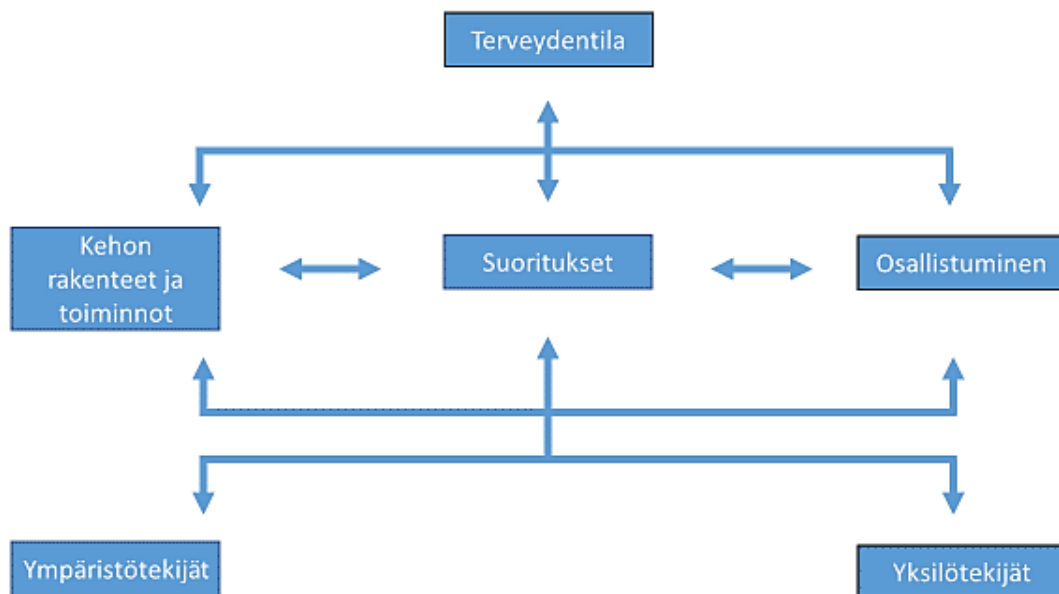 Terveydentila
Kehon
rakenteet ja
toiminnot
Suoritukset
Osallistuminen
Ympäristötekijät
Yksilötekijät